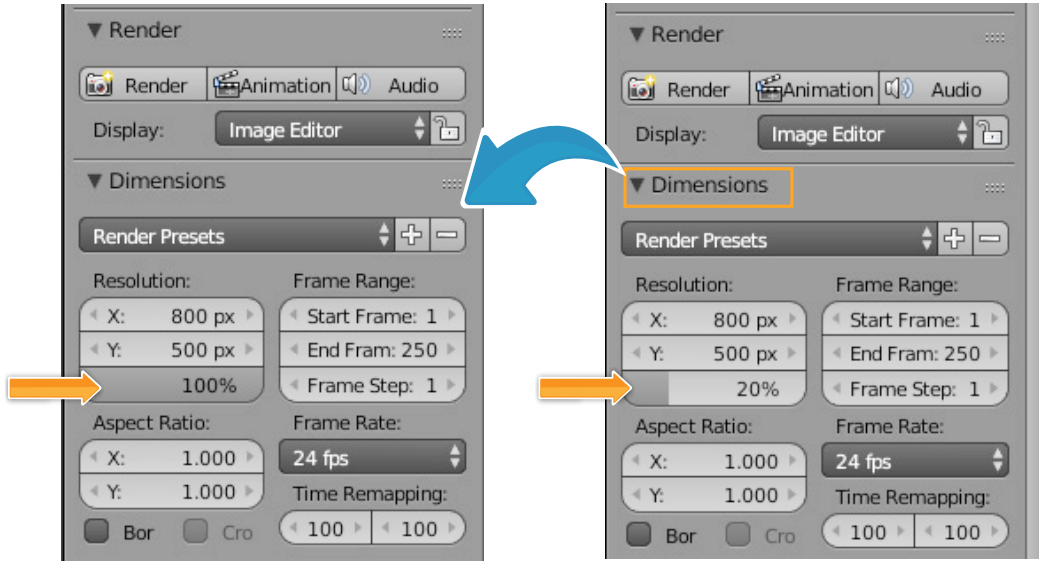 Render
Render Animation Audio
Display: Image Editor
Dimensions
Render Presets
Resolution: Frame Range:
X: 800 px Start Frame: 1
Y: 500 px End Fram: 250
100% Frame Step: 1
Aspect Ratio: Frame Rate:
X: 1.000 24 fps
Y: 1.000 Time Remapping:
Bor Cro 100 100
Render
Render Animation Audio
Display: Image Editor
Dimensions
Render Presets
Resolution: Frame Range:
X: 800 px Start Frame: 1
Y: 500 px End Fram: 250
20% Frame Step: 1
Aspect Ratio: Frame Rate:
X: 1.000 24 fps
Y: 1.000 Time Remapping:
Bor Cro 100 100